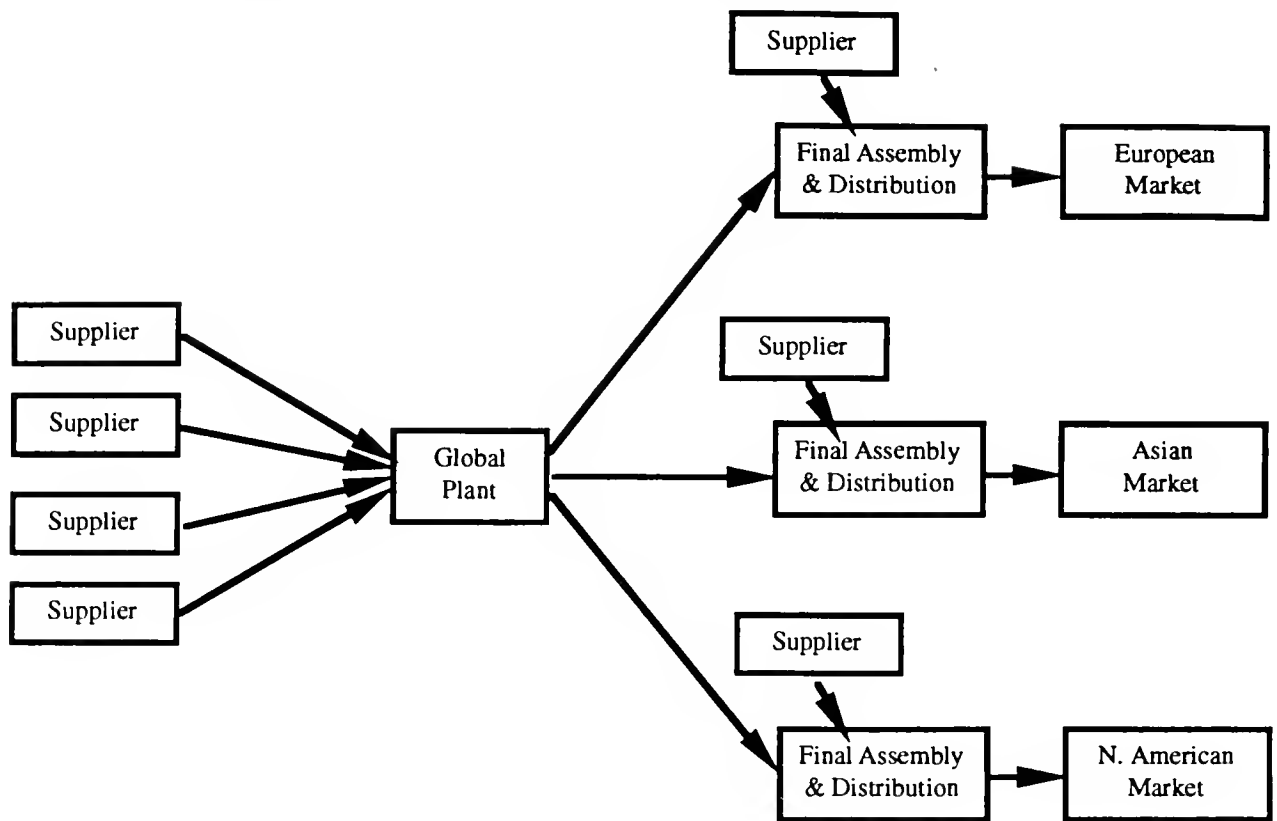 Supplier
Final Assembly
& Distribution
European
Market
Supplier
Supplier
Supplier
Supplier
Global
Plant
Supplier
Final Assembly
& Distribution
Asian
Market
Supplier
Final Assembly
& Distribution
N. American
Market